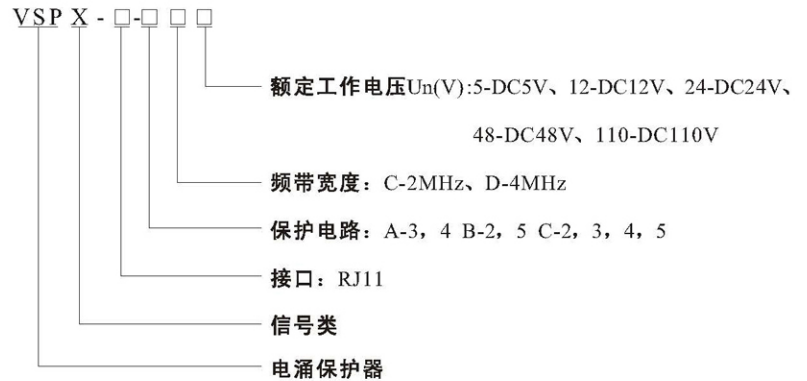 VSP X - □ - □ □ □
额定工作电压Un(V):5-DC5V、12-DC12V、24-DC24V、
48-DC48V、110-DC110V
频带宽度：C-2MHz、D-4MHz
保护电路：A-3，4 B-2，5 C-2，3，4，5
接口：RJ11
信号类
电涌保护器